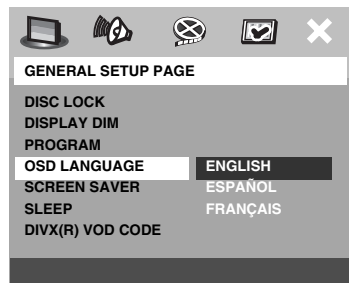 GENERAL SETUP PAGE
DISC LOCK
DISPLAY DIM
PROGRAM
OSD LANGUAGE ENGLISH
SCREEN SAVER ESPAÑOL
SLEEP FRANÇAIS
DIVX(R) VOD CODE